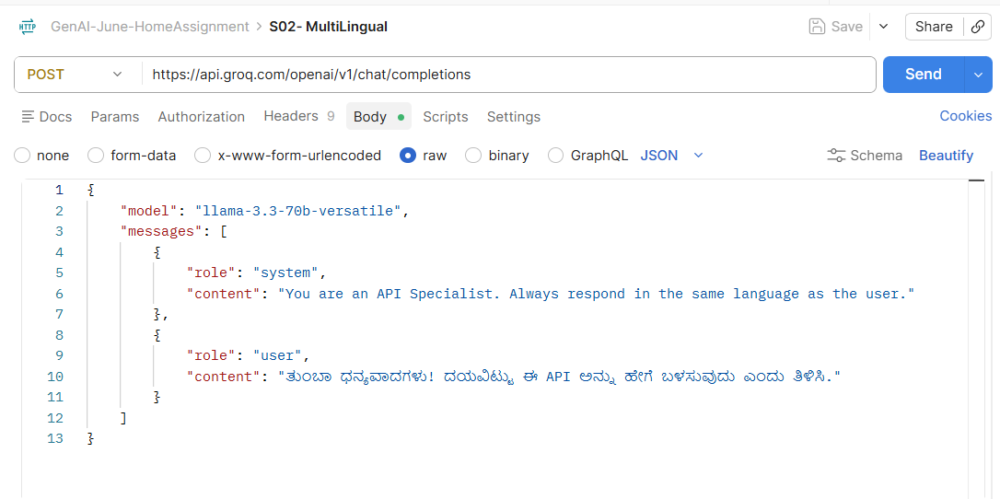 HTTP GenAI-June-HomeAssignment > S02- MultiLingual Save Share
POST https://api.groq.com/openai/v1/chat/completions Send
Docs Params Authorization Headers 9 Body Scripts Settings Cookies
none form-data x-www-form-urlencoded raw binary GraphQL JSON Schema Beautify
1 {
2 "model": "llama-3.3-70b-versatile",
3 "messages": [
4 {
5 "role": "system",
6 "content": "You are an API Specialist. Always respond in the same language as the user."
7 },
8 {
9 "role": "user",
10 "content": "ತುಂಬಾ ಧನ್ಯವಾದಗಳು! ದಯವಿಟ್ಟು ಈ API ಅನ್ನು ಹೇಗೆ ಬಳಸುವುದು ಎಂದು ತಿಳಿಸಿ."
11 }
12 ]
13 }